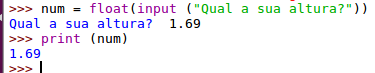 >>> num = float(input ("Qual a sua altura?"))
Qual a sua altura?  1.69
>>> print (num)
1.69
>>>